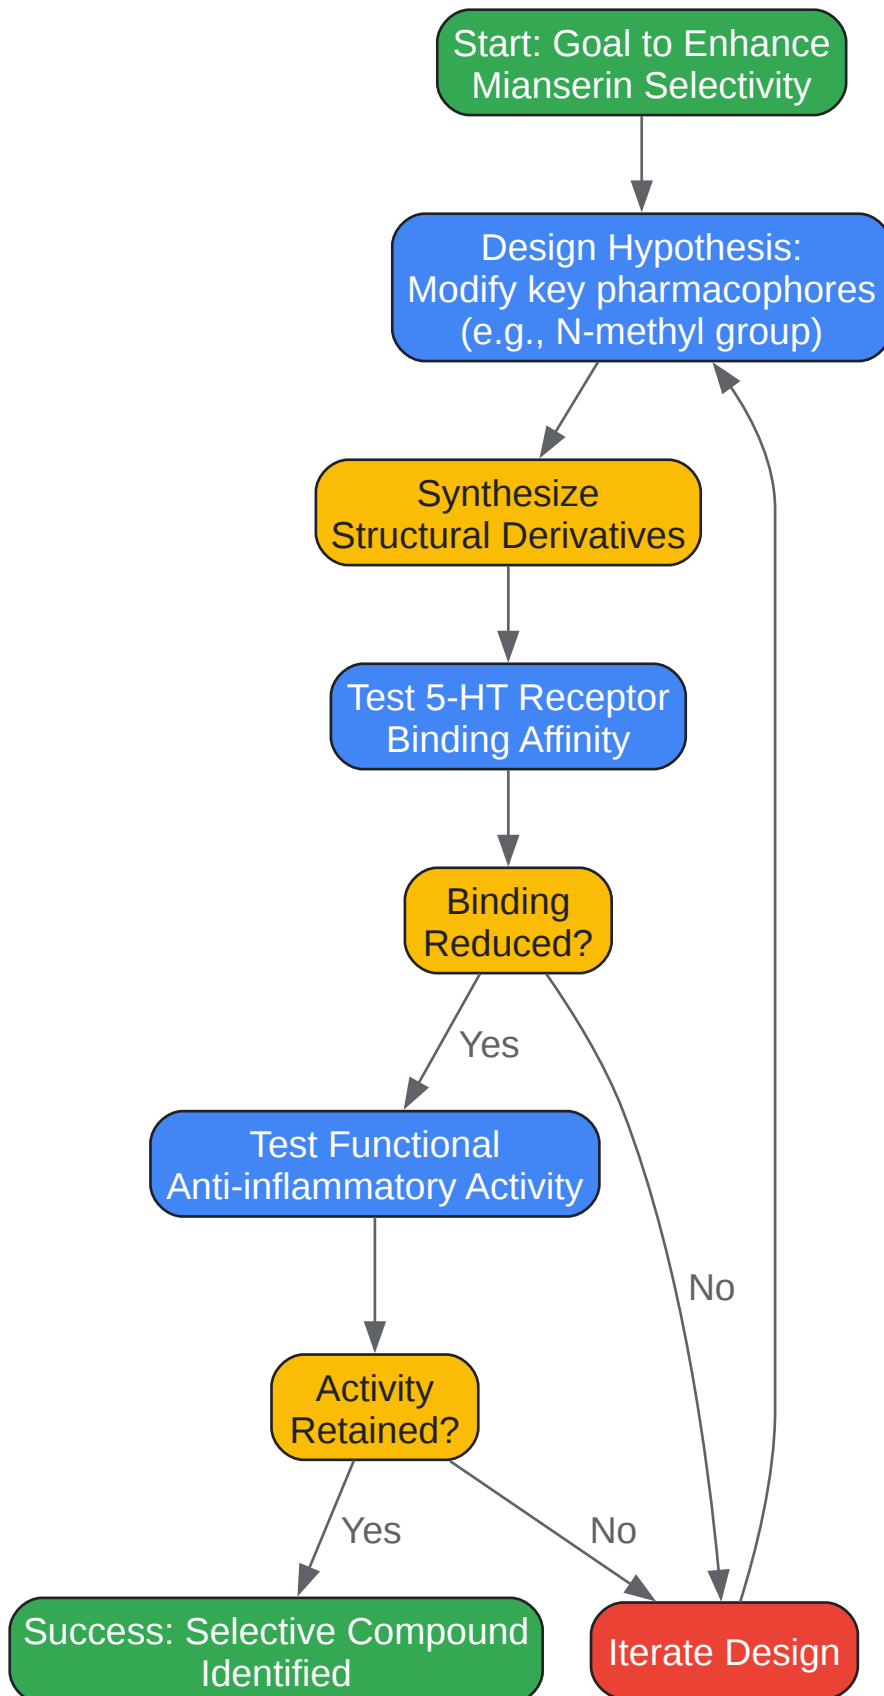 Start: Goal to Enhance
Mianserin Selectivity
Design Hypothesis:
Modify key pharmacophores
(e.g., N-methyl group)
Synthesize
Structural Derivatives
Test 5-HT Receptor
Binding Affinity
Binding
Reduced?
Yes
Test Functional
Anti-inflammatory Activity
No
Activity
Retained?
Yes
No
Success: Selective Compound
Identified
Iterate Design